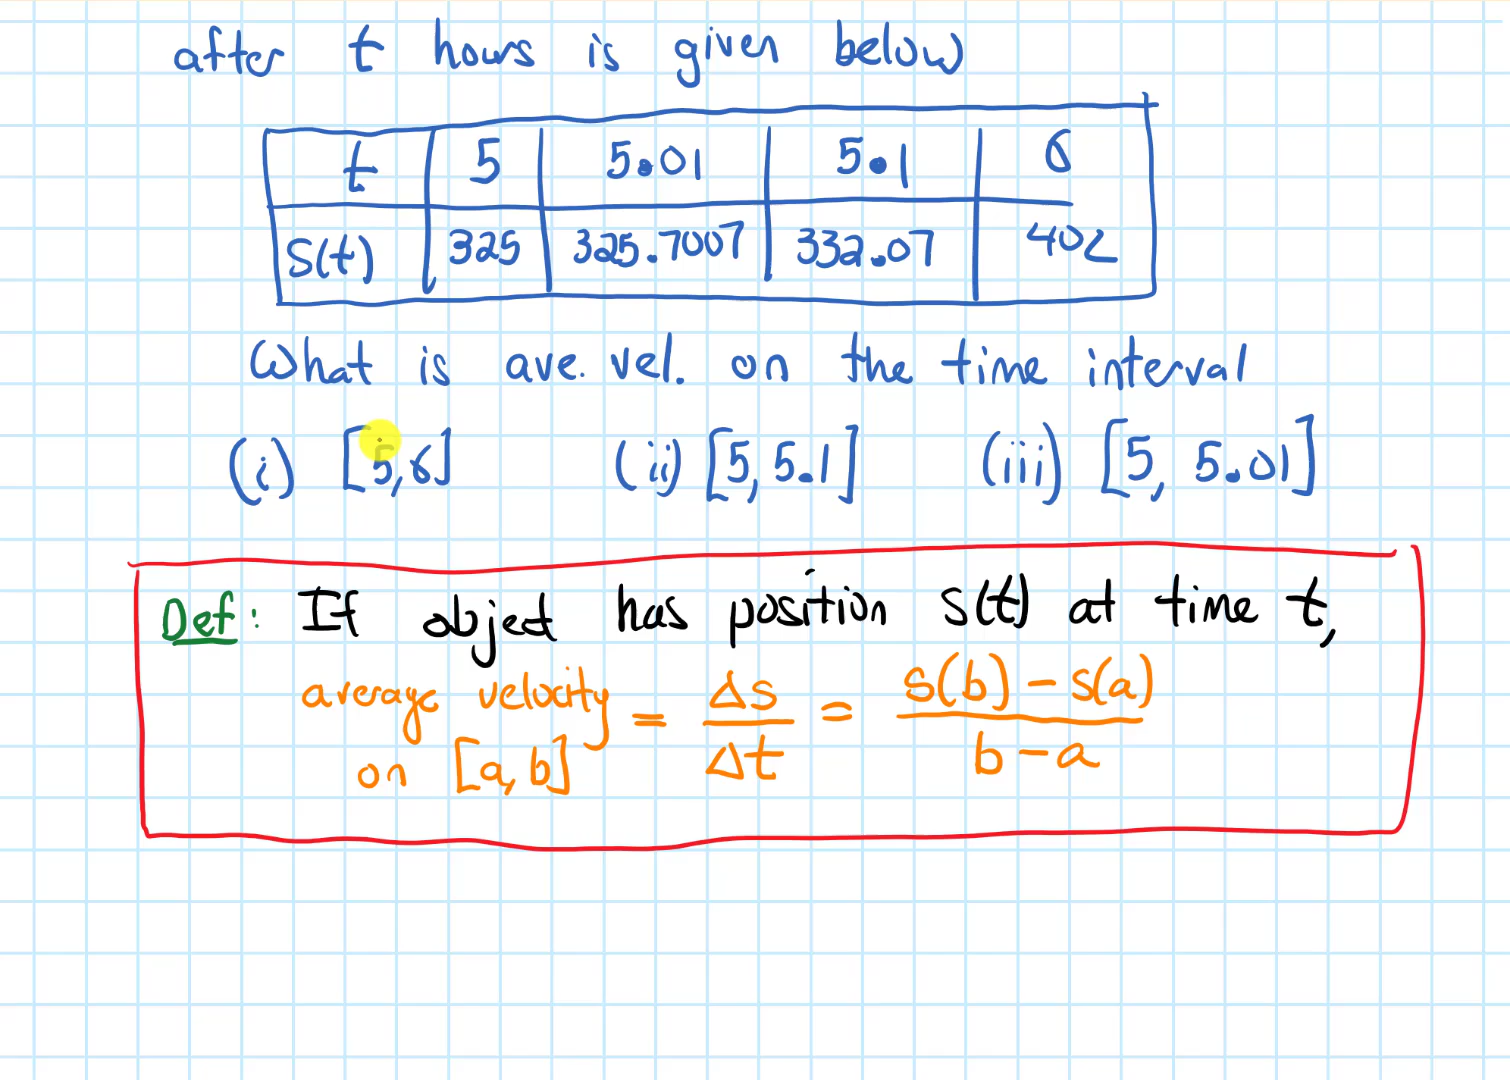 after t hours is given below
t 5 5.01 5.1 6
S(t) 325 325.7007 332.07 402
What is ave. vel. on the time interval
(i) [5,6] (ii) [5, 5.1] (iii) [5, 5.01]
Def: If object has position s(t) at time t,
average velocity on [a,b] = Δs/Δt = s(b) - s(a)/b - a